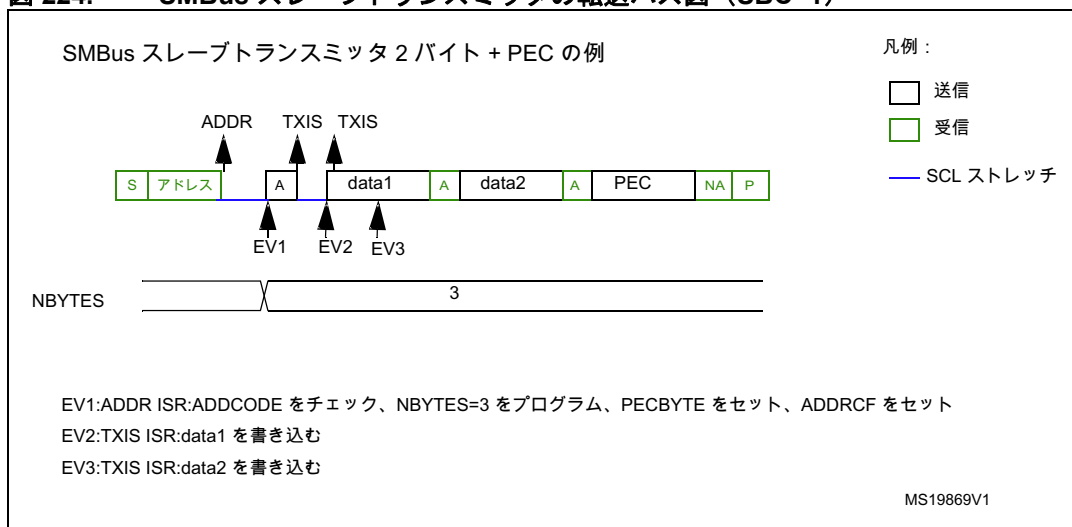 図 224. SMBus スレーブトランスミッタの転送バス図（SBC=1）
SMBus スレーブトランスミッタ 2 バイト + PEC の例
凡例 :
送信
受信
SCL ストレッチ
ADDR TXIS TXIS
S アドレス A data1 A data2 A PEC NA P
EV1 EV2 EV3
NBYTES 3
EV1:ADDR ISR:ADDCODE をチェック、NBYTES=3 をプログラム、PECBYTE をセット、ADDRCF をセット
EV2:TXIS ISR:data1 を書き込む
EV3:TXIS ISR:data2 を書き込む
MS19869V1